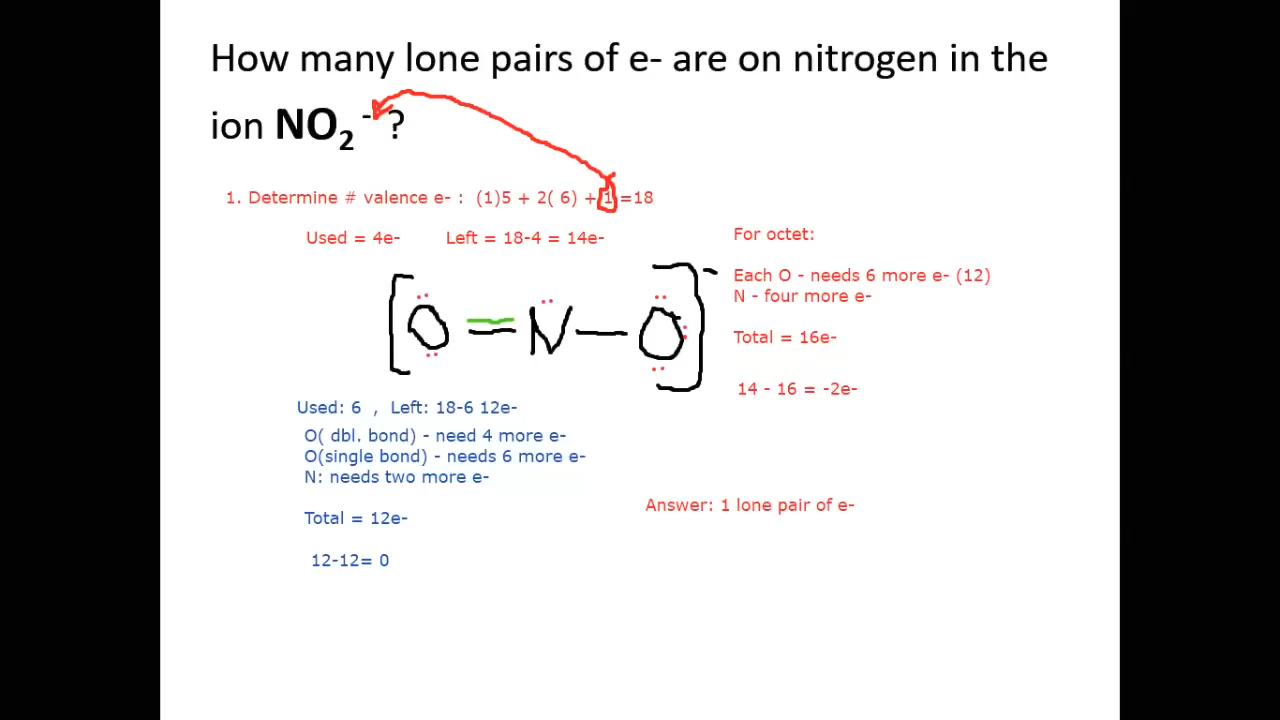 How many lone pairs of e- are on nitrogen in the
ion NO2 - ?
1. Determine # valence e- : (1)5 + 2( 6) + 1 =18
Used = 4e- Left = 18-4 = 14e-
For octet:
Each O - needs 6 more e- (12)
N - four more e-
Total = 16e-
14 - 16 = -2e-
[O = N - O] -
Used: 6 , Left: 18-6 12e-
O( dbl. bond) - need 4 more e-
O(single bond) - needs 6 more e-
N: needs two more e-
Total = 12e-
12-12= 0
Answer: 1 lone pair of e-